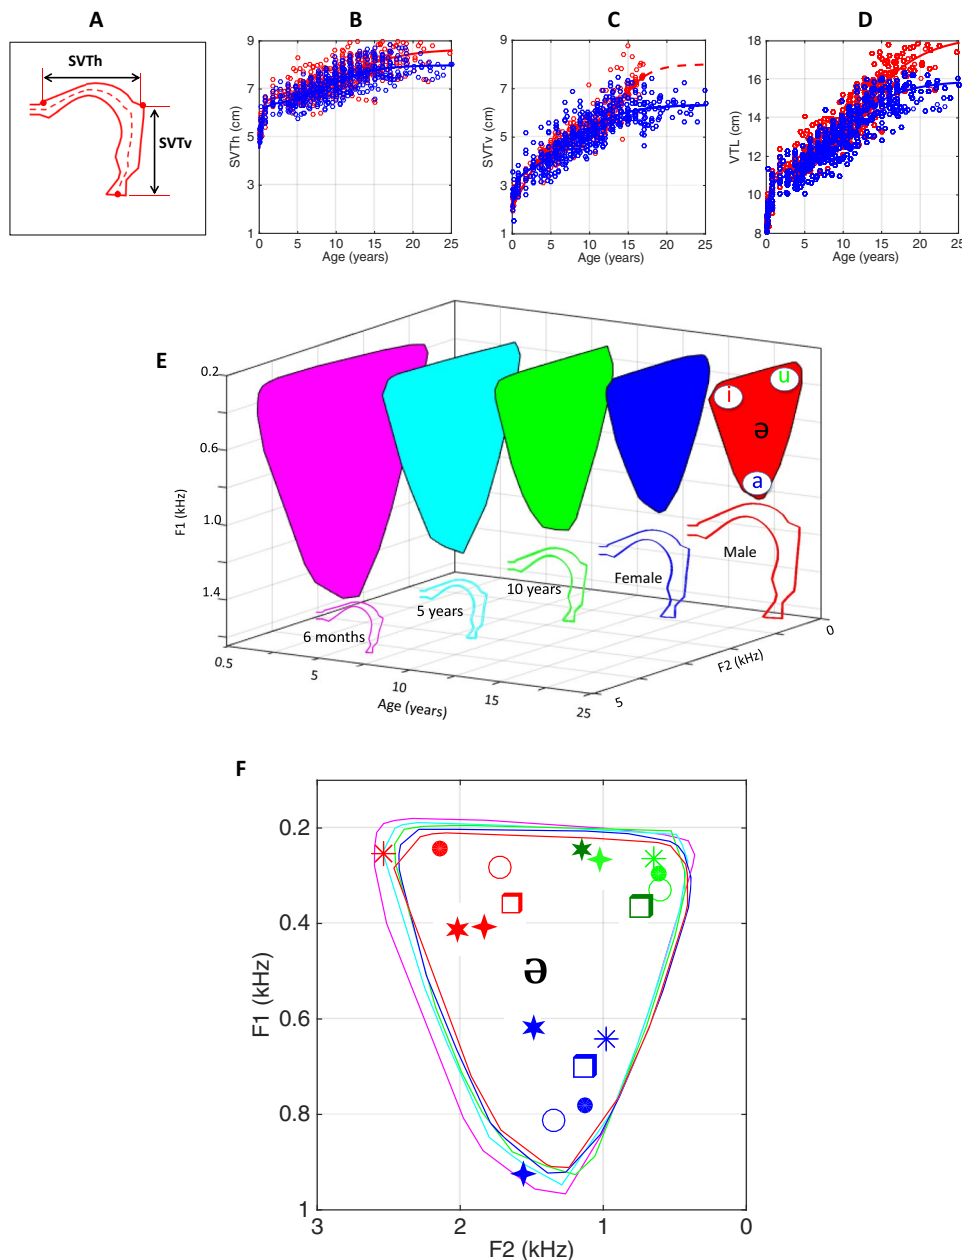 A
B
C
D
SVTh
SVTv
9
7
5
3
1
SVTh (cm)
0 5 10 15 20 25
Age (years)
9
7
5
3
1
SVTv (cm)
0 5 10 15 20 25
Age (years)
18
16
14
12
10
8
VTL (cm)
0 5 10 15 20 25
Age (years)
E
0.2
0.6
1.0
1.4
F1 (kHz)
i
u
ə
a
6 months
5 years
10 years
Female
Male
0.5
5
10
15
25
Age (years)
5
0
F2 (kHz)
F
0.2
0.4
0.6
0.8
1
F1 (kHz)
ə
3 2 1 0
F2 (kHz)